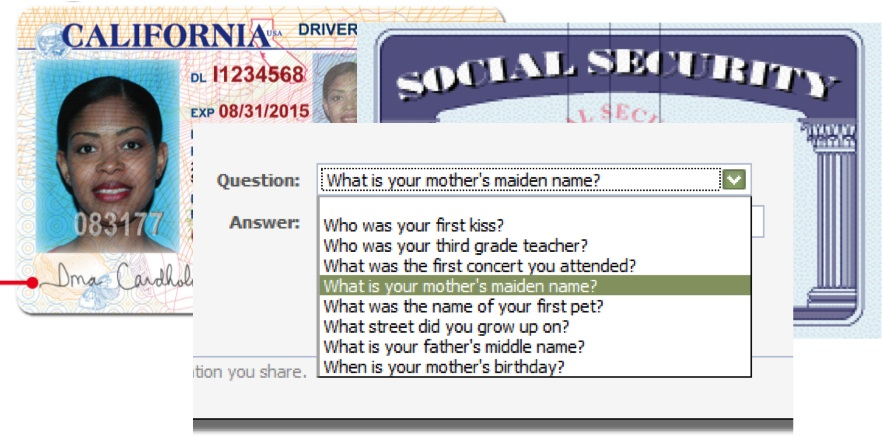 CALIFORNIA USA DRIVER
DL I1234568
EXP 08/31/2015
083177
Ima Cardhol
SOCIAL SECURITY
L SECU
Question: What is your mother's maiden name?
Answer:
Who was your first kiss?
Who was your third grade teacher?
What was the first concert you attended?
What is your mother's maiden name?
What was the name of your first pet?
What street did you grow up on?
What is your father's middle name?
When is your mother's birthday?
tion you share.